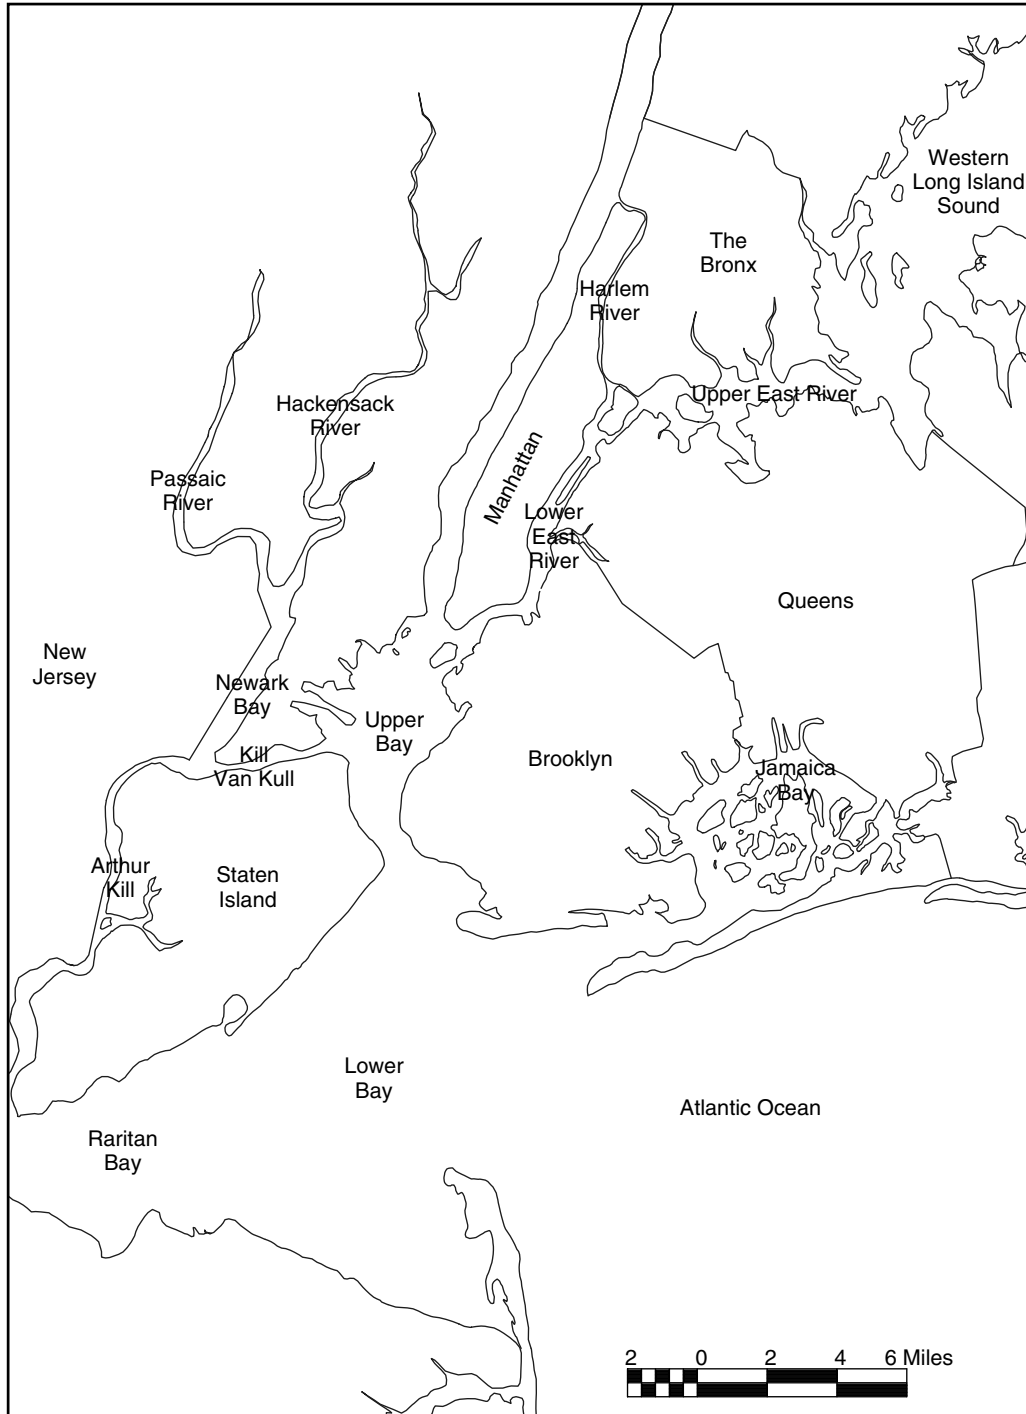 Western
Long Island
Sound
The
Bronx
Harlem
River
Upper East River
Hackensack
River
Manhattan
Passaic
River
Lower
East
River
Queens
New
Jersey
Newark
Bay
Upper
Bay
Kill
Van Kull
Brooklyn
Jamaica
Bay
Arthur
Kill
Staten
Island
Lower
Bay
Atlantic Ocean
Raritan
Bay
2 0 2 4 6 Miles